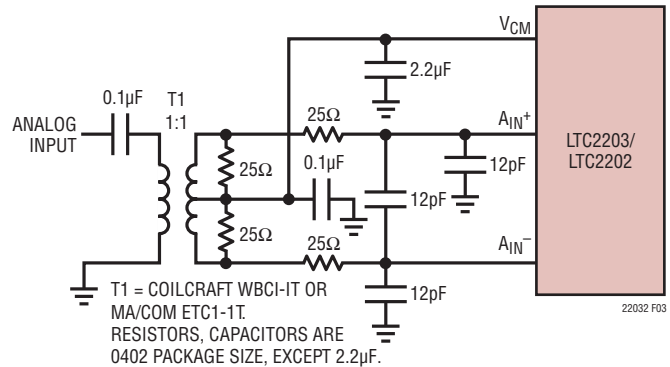 V_CM
2.2µF
0.1µF
T1
1:1
25Ω
A_IN+
ANALOG
INPUT
LTC2203/
LTC2202
0.1µF
12pF
25Ω
12pF
25Ω
25Ω
A_IN−
12pF
T1 = COILCRAFT WBCI-IT OR
MA/COM ETC1-1T.
RESISTORS, CAPACITORS ARE
0402 PACKAGE SIZE, EXCEPT 2.2µF.
22032 F03